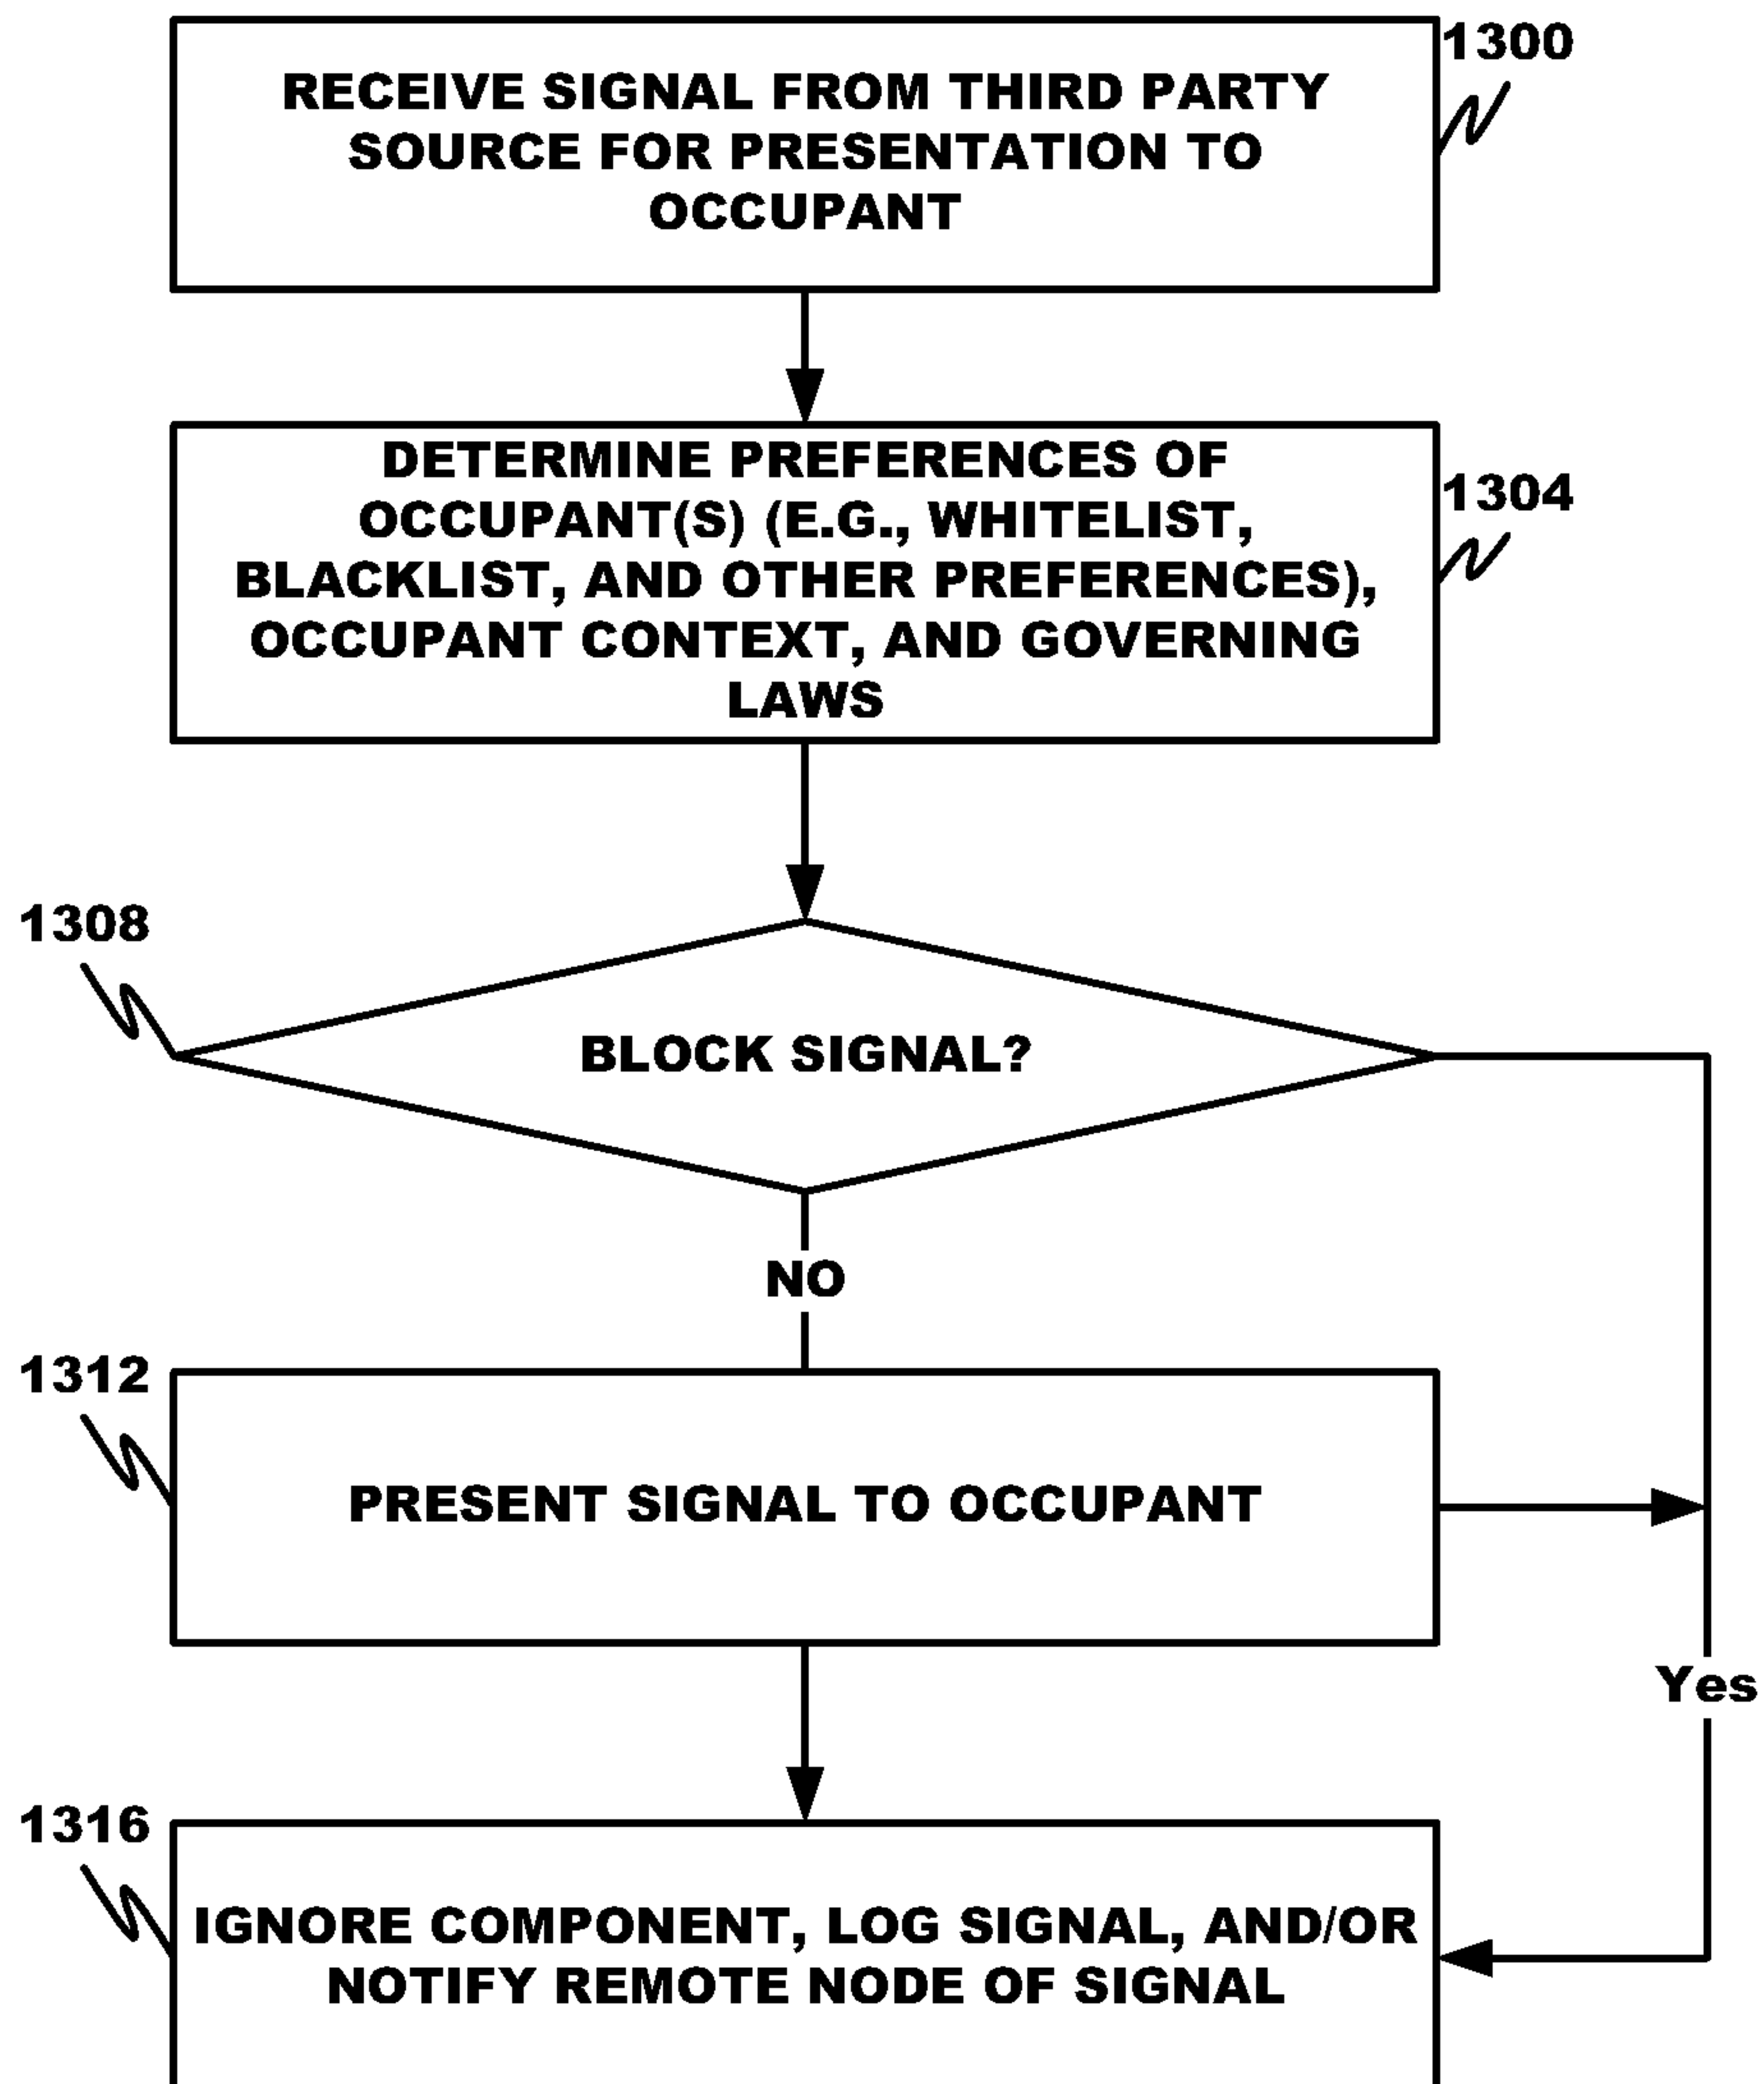 1300
RECEIVE SIGNAL FROM THIRD PARTY
SOURCE FOR PRESENTATION TO
OCCUPANT
DETERMINE PREFERENCES OF
OCCUPANT(S) (E.G., WHITELIST,
BLACKLIST, AND OTHER PREFERENCES),
OCCUPANT CONTEXT, AND GOVERNING
LAWS
1304
1308
BLOCK SIGNAL?
NO
1312
PRESENT SIGNAL TO OCCUPANT
Yes
1316
IGNORE COMPONENT, LOG SIGNAL, AND/OR
NOTIFY REMOTE NODE OF SIGNAL